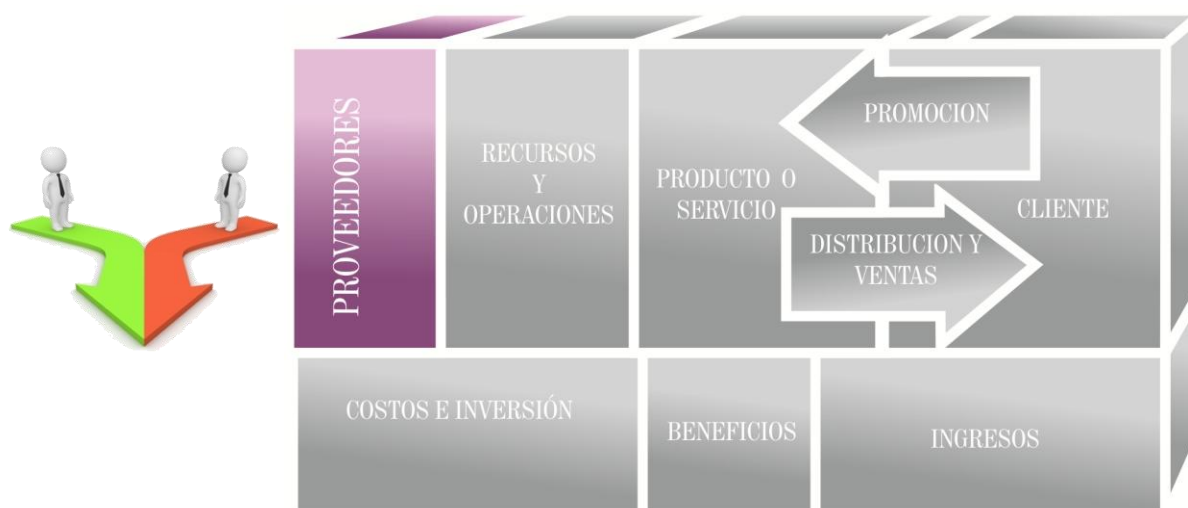 PROVEEDORES
RECURSOS
Y
OPERACIONES
PRODUCTO O
SERVICIO
PROMOCION
DISTRIBUCION Y
VENTAS
CLIENTE
COSTOS E INVERSIÓN
BENEFICIOS
INGRESOS